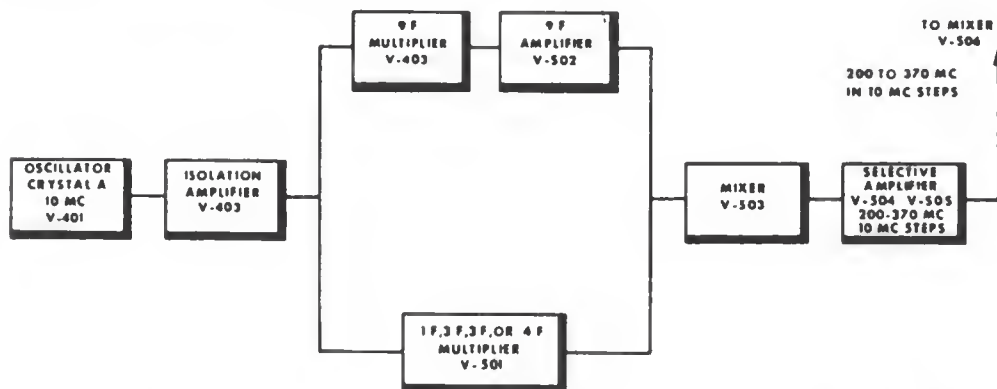 9 F
MULTIPLIER
V-403
9 F
AMPLIFIER
V-502
TO MIXER
V-506
200 TO 370 MC
IN 10 MC STEPS
OSCILLATOR
CRYSTAL A
10 MC
V-401
ISOLATION
AMPLIFIER
V-403
MIXER
V-503
SELECTIVE
AMPLIFIER
V-504 V-505
200-370 MC
10 MC STEPS
1 F, 3 F, 3 F, OR 4 F
MULTIPLIER
V-501